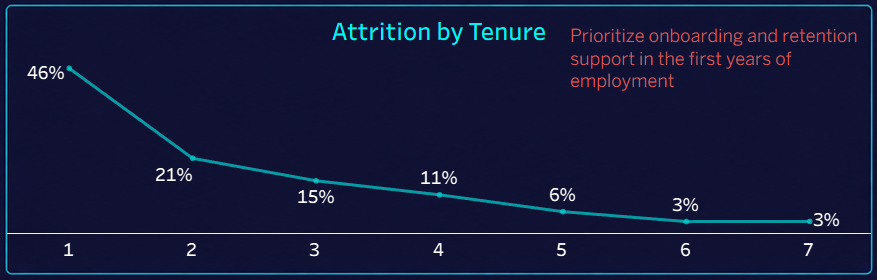 Attrition by Tenure
Prioritize onboarding and retention
support in the first years of
employment
46%
21%
15%
11%
6%
3%
3%
1 2 3 4 5 6 7